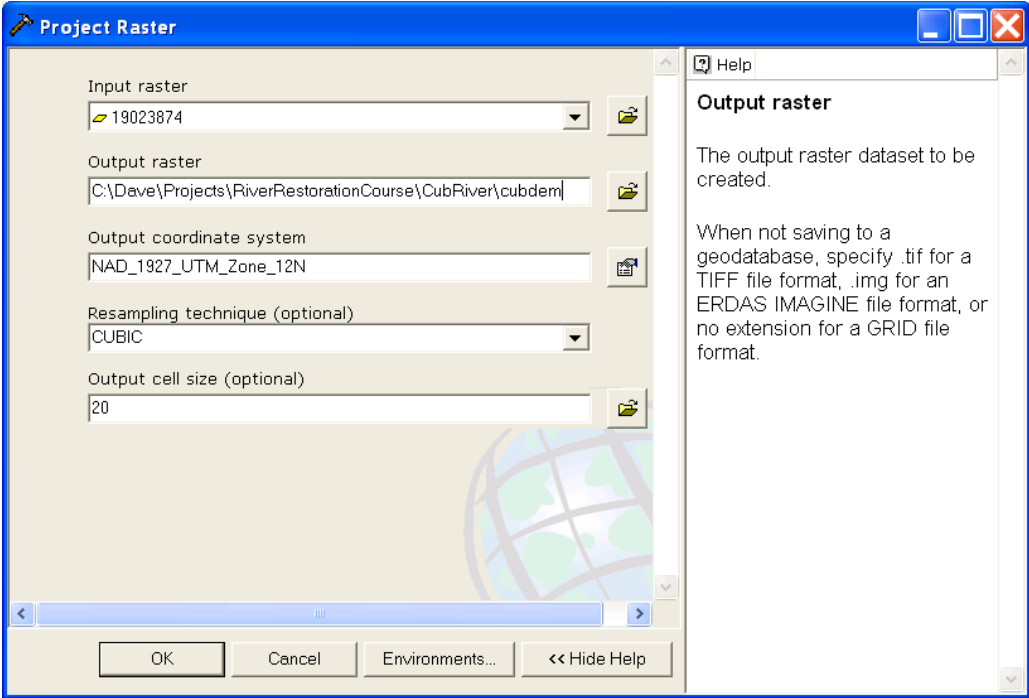 Project Raster
Input raster
19023874
Output raster
C:\Dave\Projects\RiverRestorationCourse\CubRiver\cubdem
Output coordinate system
NAD_1927_UTM_Zone_12N
Resampling technique (optional)
CUBIC
Output cell size (optional)
20
OK
Cancel
Environments...
<< Hide Help
Help
Output raster
The output raster dataset to be
created.
When not saving to a
geodatabase, specify .tif for a
TIFF file format, .img for an
ERDAS IMAGINE file format, or
no extension for a GRID file
format.